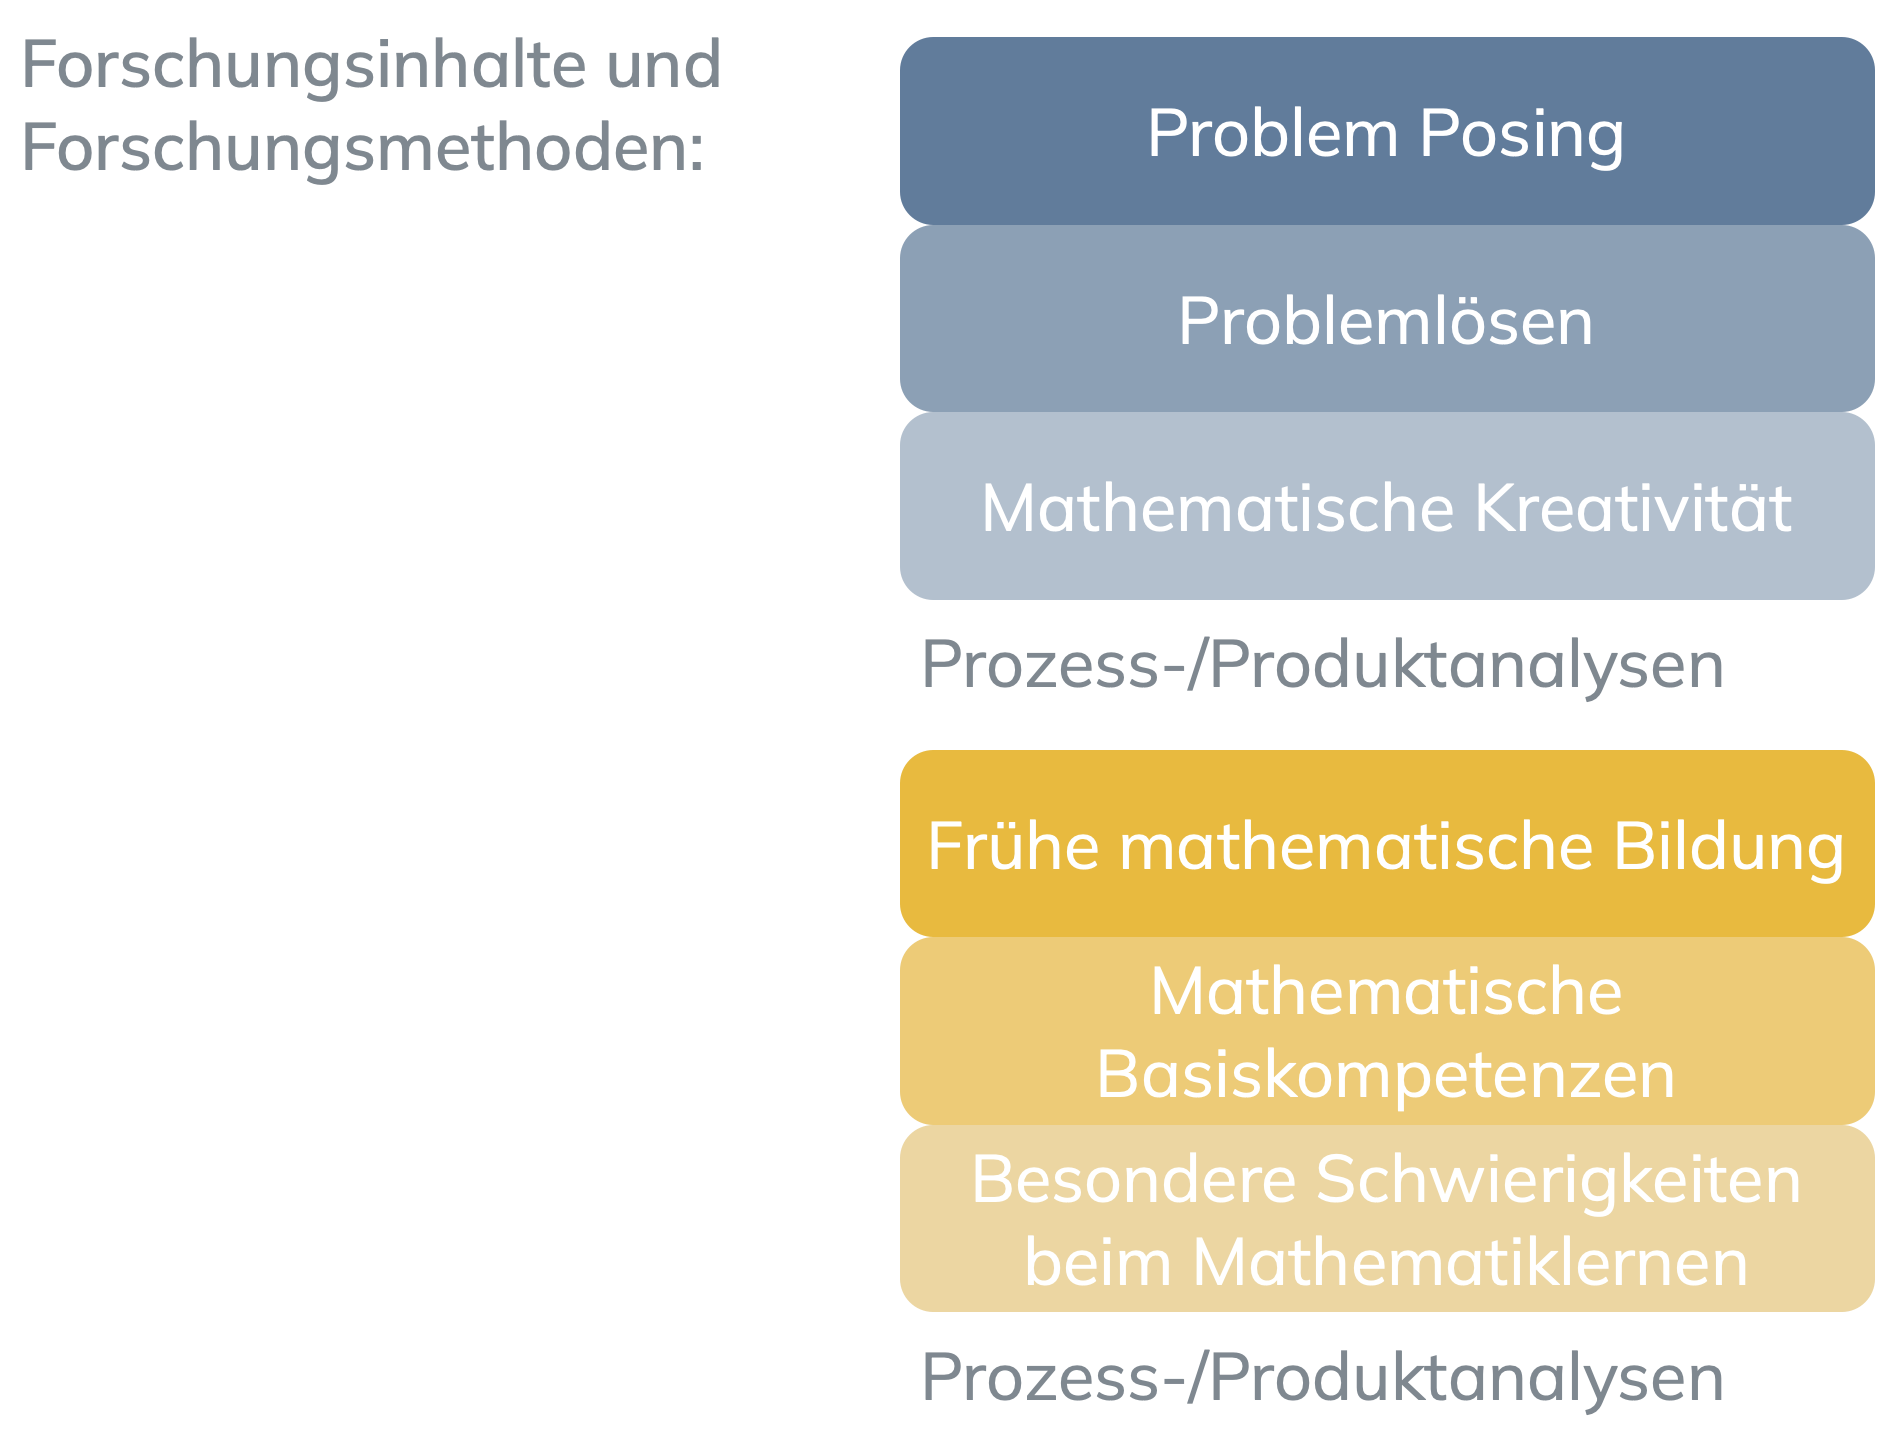 Forschungsinhalte und
Forschungsmethoden:
Problem Posing
Problemlösen
Mathematische Kreativität
Prozess-/Produktanalysen
Frühe mathematische Bildung
Mathematische
Basiskompetenzen
Besondere Schwierigkeiten
beim Mathematiklernen
Prozess-/Produktanalysen